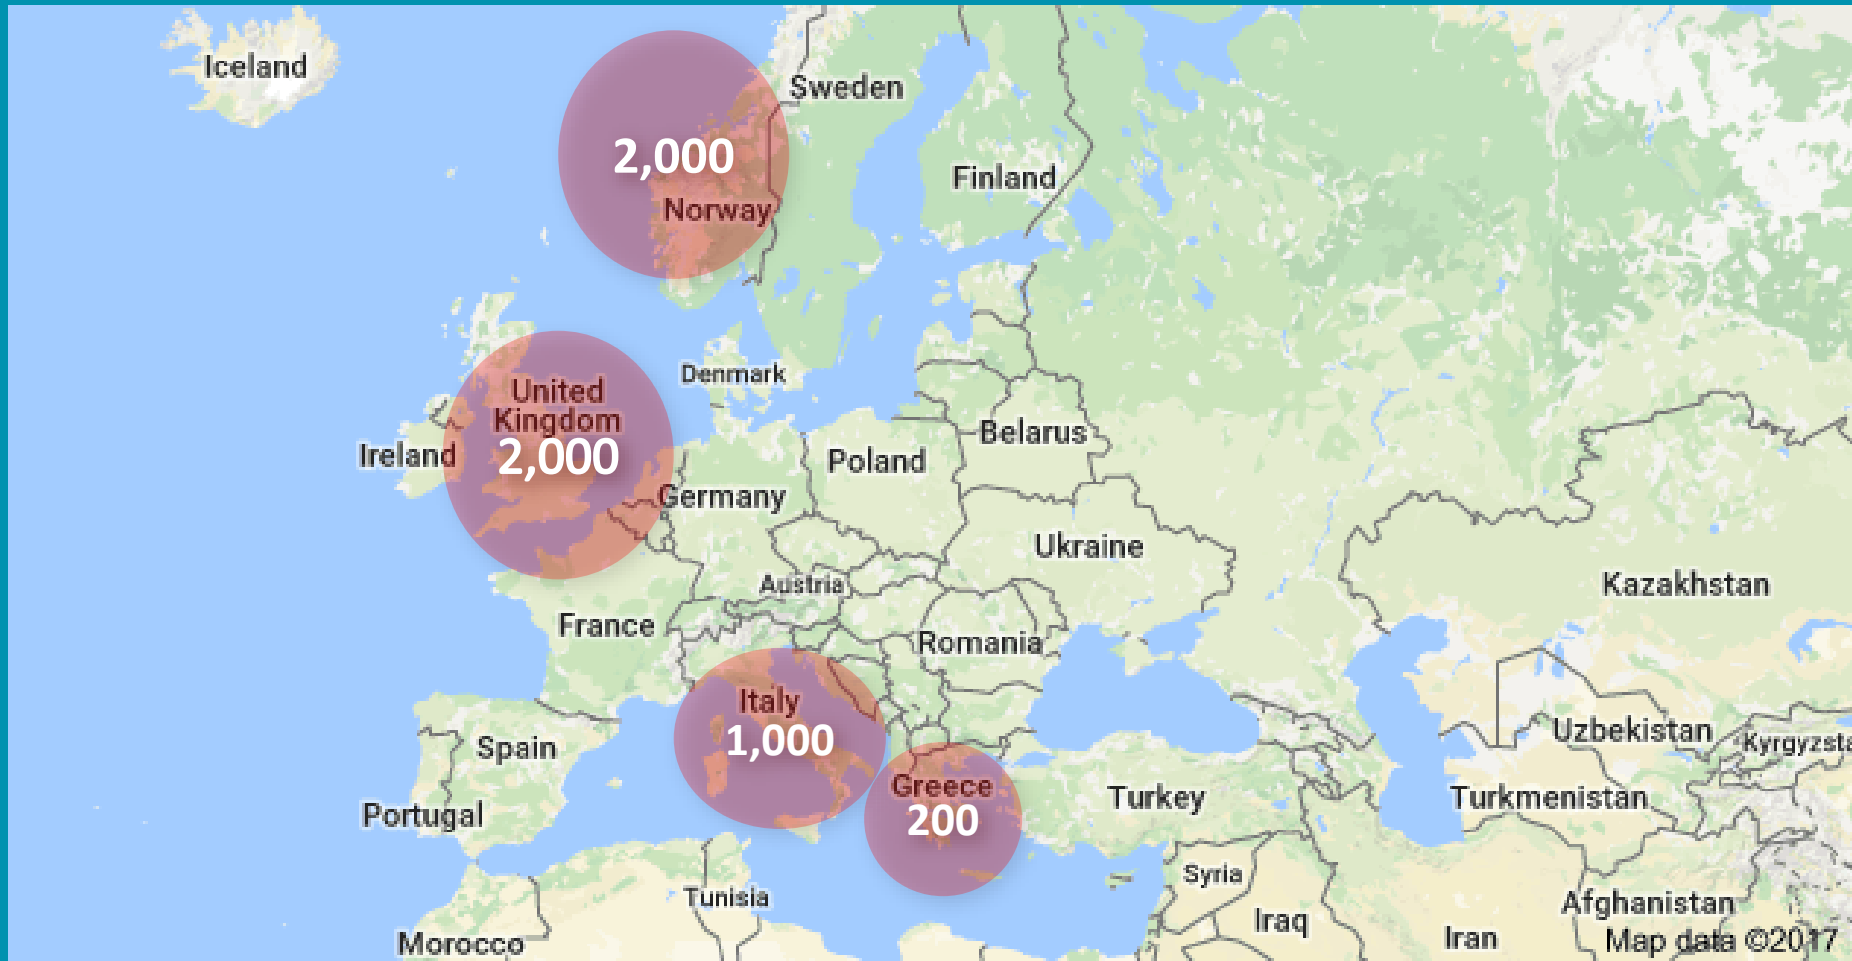 Iceland
Sweden
2,000
Finland
Norway
Denmark
United
Kingdom
2,000
Ireland
Belarus
Poland
Germany
Ukraine
Austria
Kazakhstan
France
Romania
Italy
1,000
Spain
Uzbekistan
Kyrgyzsta
Greece
200
Turkey
Turkmenistan
Portugal
Syria
Tunisia
Afghanistan
Iraq
Iran
Morocco
Map data ©2017